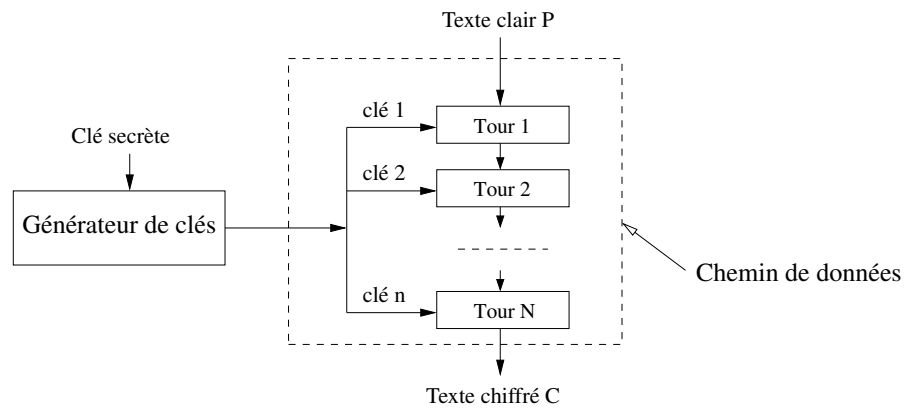 Texte clair P
clé 1
Tour 1
Clé secrète
clé 2
Tour 2
Générateur de clés
Chemin de données
clé n
Tour N
Texte chiffré C